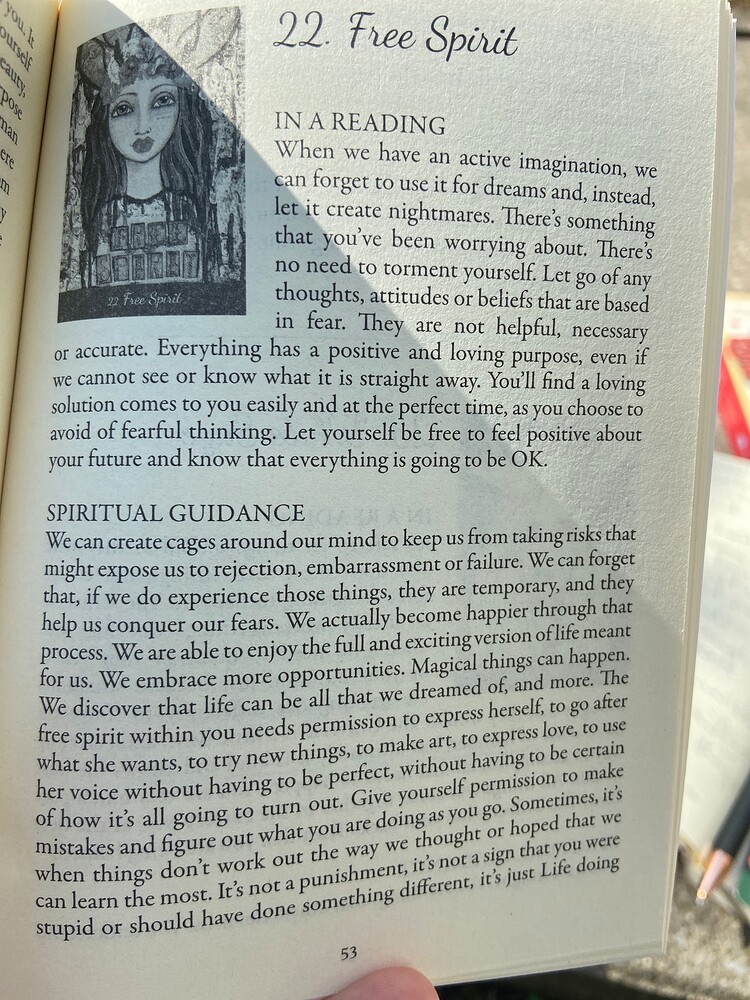 you. It
ourself
eauty,
pose
man
ere
m
y
e
22. Free Spirit
FREE
SPIRIT
22 Free Spirit
IN A READING
When we have an active imagination, we
can forget to use it for dreams and, instead,
let it create nightmares. There's something
that you've been worrying about. There's
no need to torment yourself. Let go of any
thoughts, attitudes or beliefs that are based
in fear. They are not helpful, necessary
or accurate. Everything has a positive and loving purpose, even if
we cannot see or know what it is straight away. You'll find a loving
solution comes to you easily and at the perfect time, as you choose to
avoid of fearful thinking. Let yourself be free to feel positive about
your future and know that everything is going to be OK.
SPIRITUAL GUIDANCE
We can create cages around our mind to keep us from taking risks that
might expose us to rejection, embarrassment or failure. We can forget
that, if we do experience those things, they are temporary, and they
help us conquer our fears. We actually become happier through that
process. We are able to enjoy the full and exciting version of life meant
for us. We embrace more opportunities. Magical things can happen.
We discover that life can be all that we dreamed of, and more. The
free spirit within you needs permission to express herself, to go after
what she wants, to try new things, to make art, to express love, to use
her voice without having to be perfect, without having to be certain
of how it's all going to turn out. Give yourself permission to make
mistakes and figure out what you are doing as you go. Sometimes, it's
when things don't work out the way we thought or hoped that we
can learn the most. It's not a punishment, it's not a sign that you were
stupid or should have done something different, it's just Life doing
53